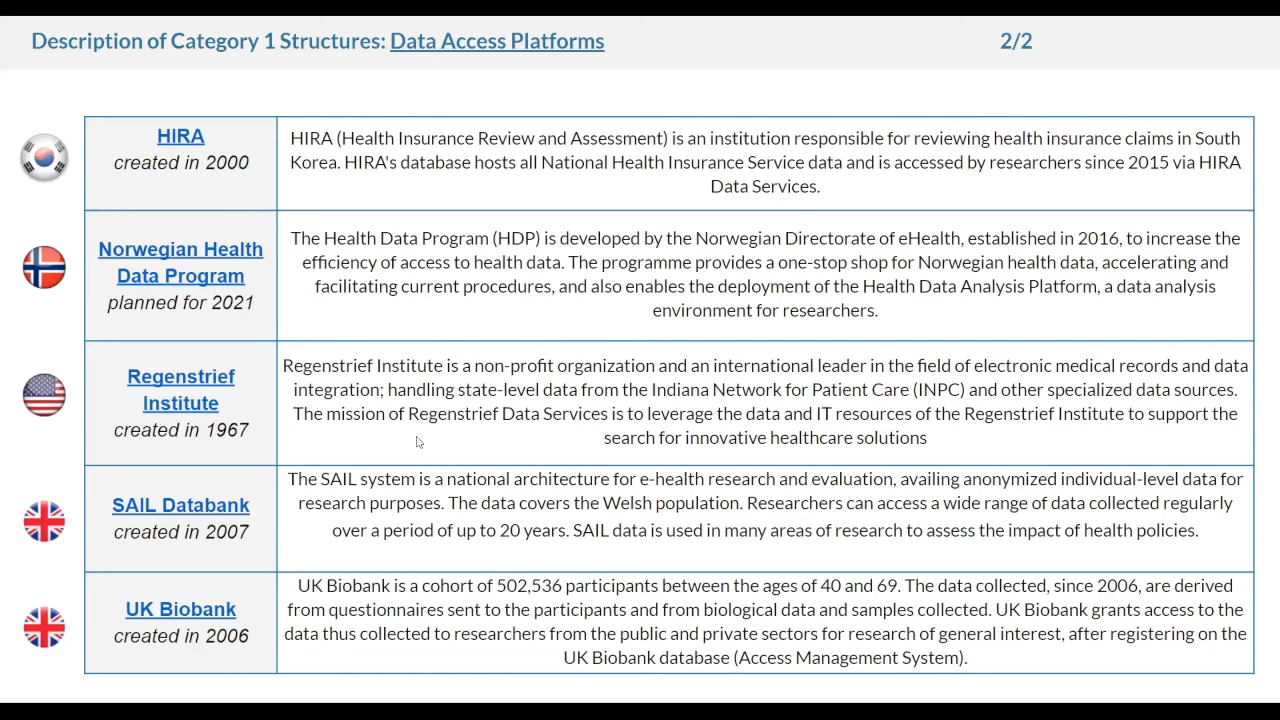 Description of Category 1 Structures: Data Access Platforms 2/2
HIRA
created in 2000
HIRA (Health Insurance Review and Assessment) is an institution responsible for reviewing health insurance claims in South
Korea. HIRA's database hosts all National Health Insurance Service data and is accessed by researchers since 2015 via HIRA
Data Services.
Norwegian Health
Data Program
planned for 2021
The Health Data Program (HDP) is developed by the Norwegian Directorate of eHealth, established in 2016, to increase the
efficiency of access to health data. The programme provides a one-stop shop for Norwegian health data, accelerating and
facilitating current procedures, and also enables the deployment of the Health Data Analysis Platform, a data analysis
environment for researchers.
Regenstrief
Institute
created in 1967
Regenstrief Institute is a non-profit organization and an international leader in the field of electronic medical records and data
integration; handling state-level data from the Indiana Network for Patient Care (INPC) and other specialized data sources.
The mission of Regenstrief Data Services is to leverage the data and IT resources of the Regenstrief Institute to support the
search for innovative healthcare solutions
SAIL Databank
created in 2007
The SAIL system is a national architecture for e-health research and evaluation, availing anonymized individual-level data for
research purposes. The data covers the Welsh population. Researchers can access a wide range of data collected regularly
over a period of up to 20 years. SAIL data is used in many areas of research to assess the impact of health policies.
UK Biobank
created in 2006
UK Biobank is a cohort of 502,536 participants between the ages of 40 and 69. The data collected, since 2006, are derived
from questionnaires sent to the participants and from biological data and samples collected. UK Biobank grants access to the
data thus collected to researchers from the public and private sectors for research of general interest, after registering on the
UK Biobank database (Access Management System).